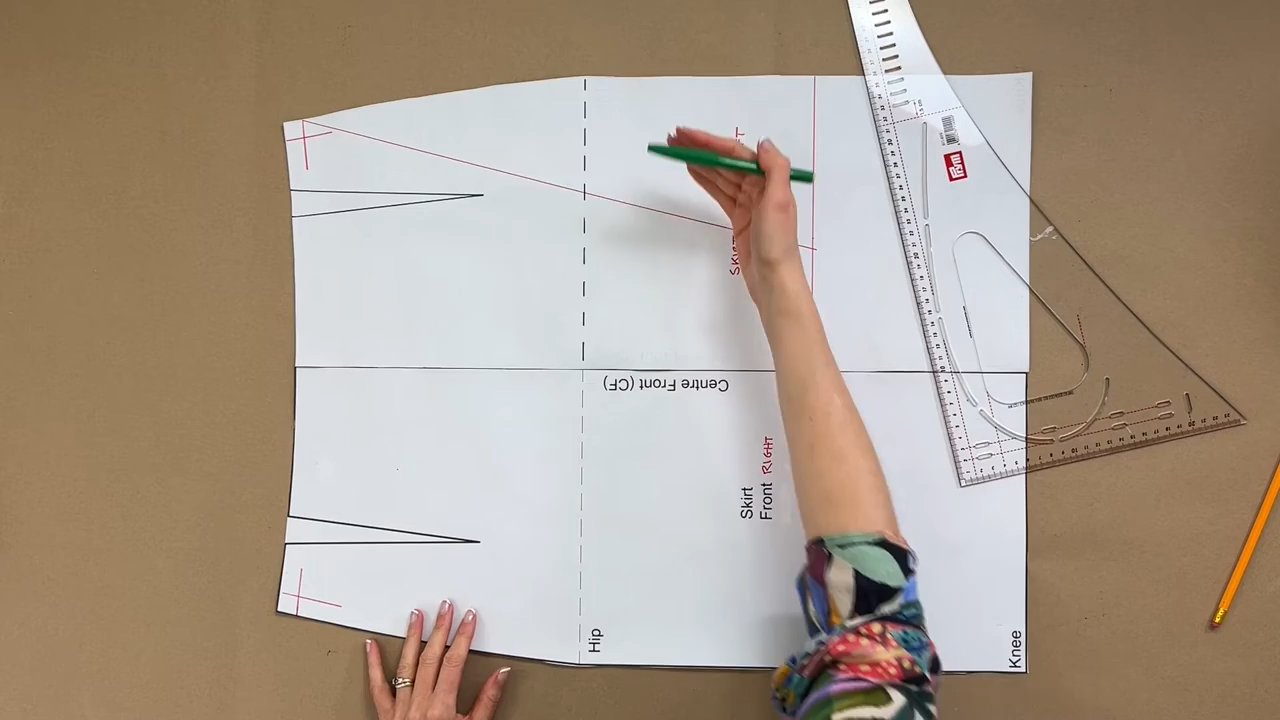 Centre Front (CF)
Skirt
Front RIGHT
Hip
Knee
Prym